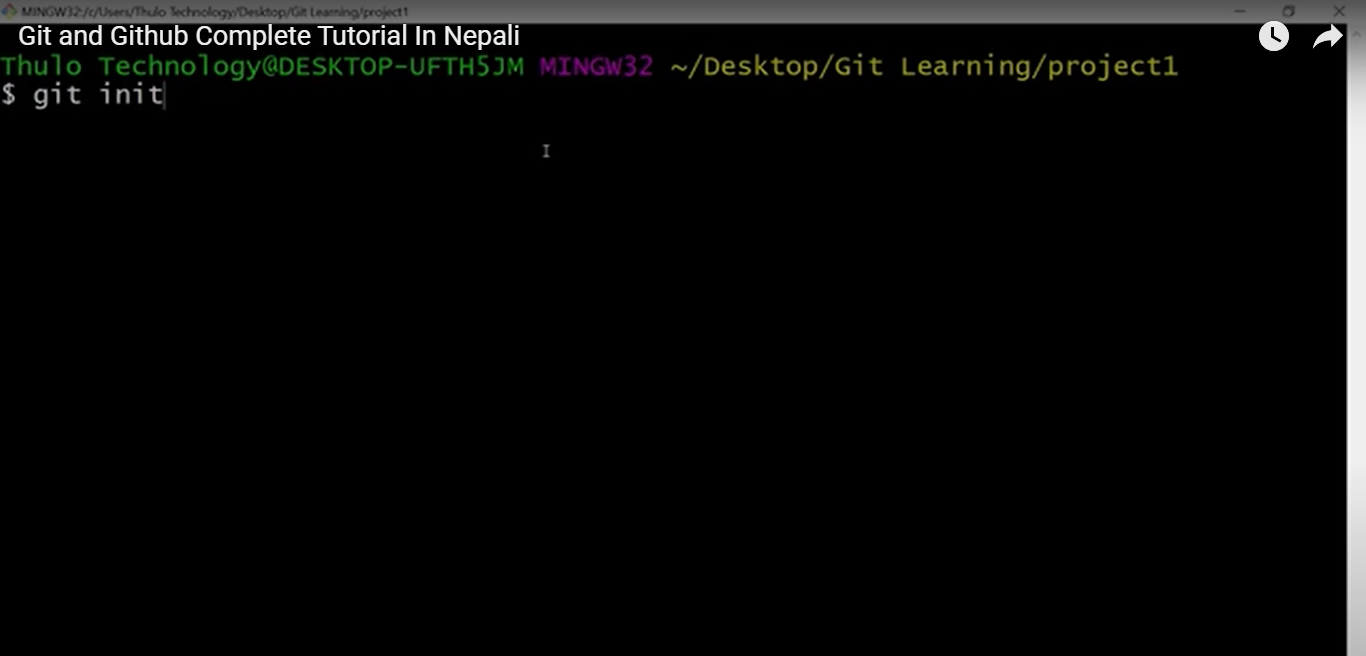 MINGW32:/c/Users/Thulo Technology/Desktop/Git Learning/project1
Git and Github Complete Tutorial In Nepali
Thulo Technology@DESKTOP-UFTH5JM MINGW32 ~/Desktop/Git Learning/project1
$ git init